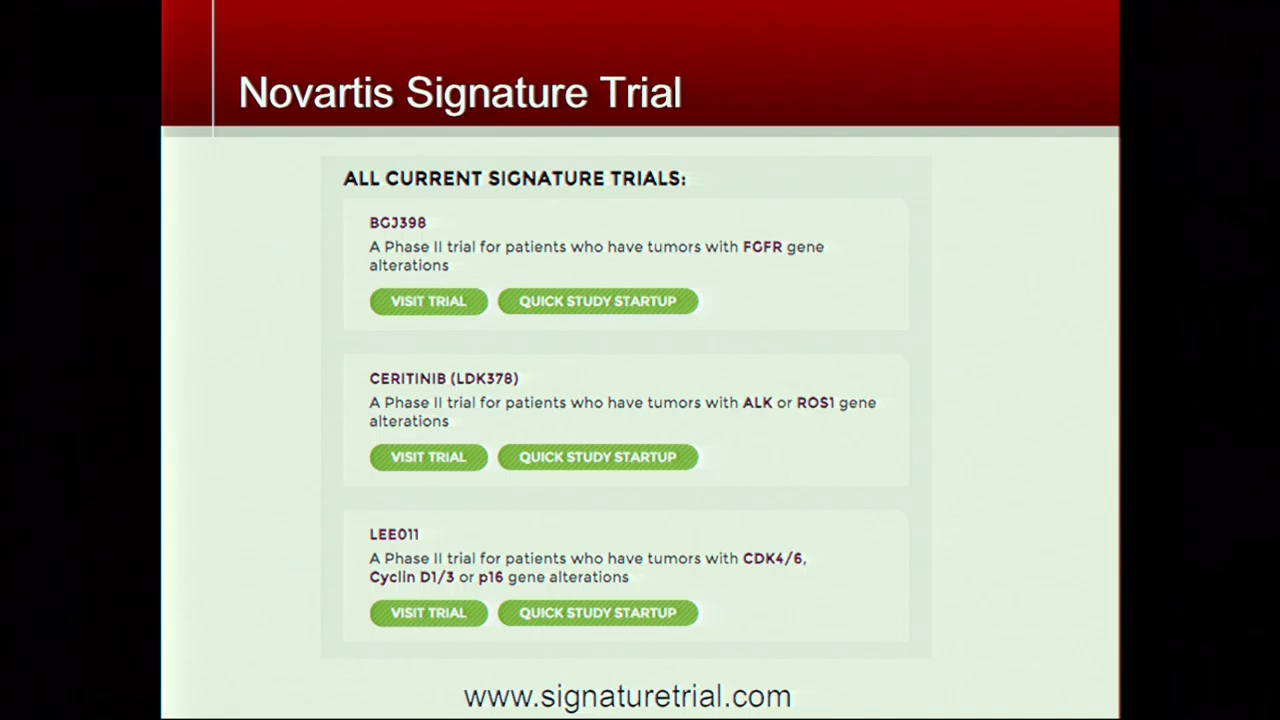 Novartis Signature Trial
ALL CURRENT SIGNATURE TRIALS:
BGJ398
A Phase II trial for patients who have tumors with FGFR gene
alterations
VISIT TRIAL
QUICK STUDY STARTUP
CERITINIB (LDK378)
A Phase II trial for patients who have tumors with ALK or ROS1 gene
alterations
VISIT TRIAL
QUICK STUDY STARTUP
LEE011
A Phase II trial for patients who have tumors with CDK4/6,
Cyclin D1/3 or p16 gene alterations
VISIT TRIAL
QUICK STUDY STARTUP
www.signaturetrial.com